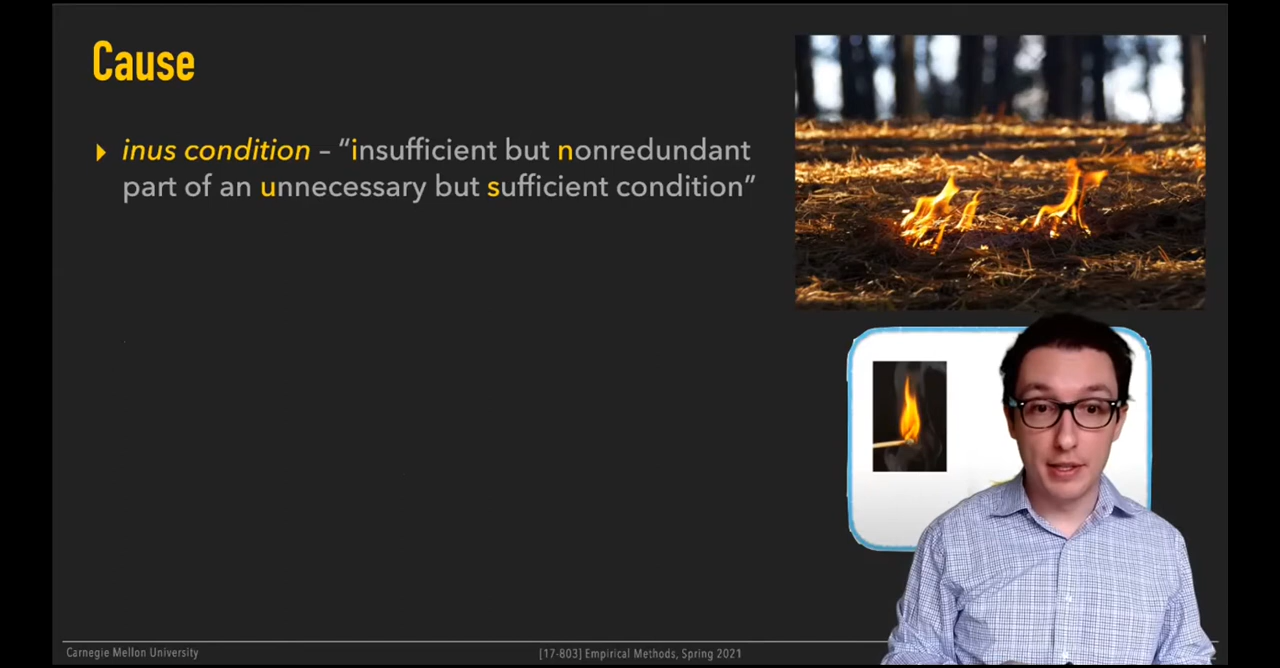 Cause
inus condition – “insufficient but nonredundant
part of an unnecessary but sufficient condition”
Carnegie Mellon University
[17-803] Empirical Methods, Spring 2021